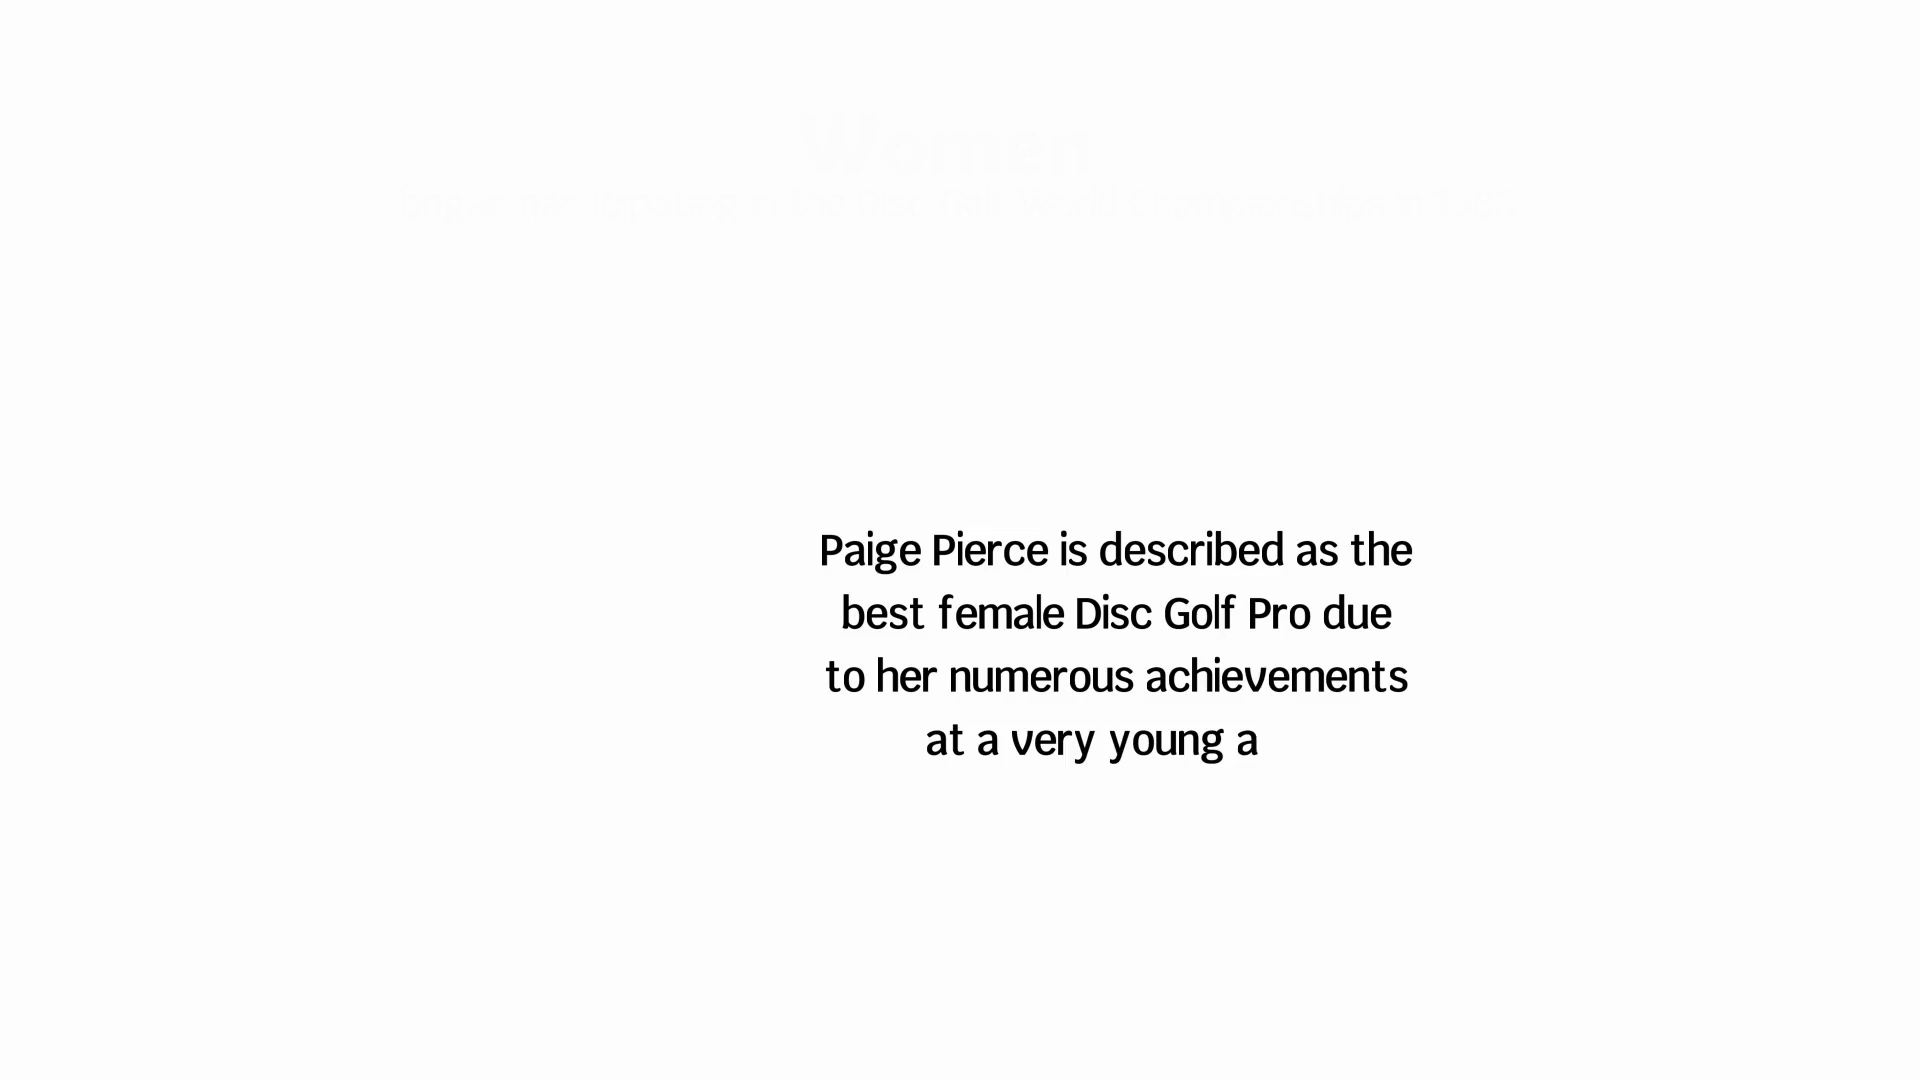 Women
Paige Pierce is described as the
best female Disc Golf Pro due
to her numerous achievements
at a very young a